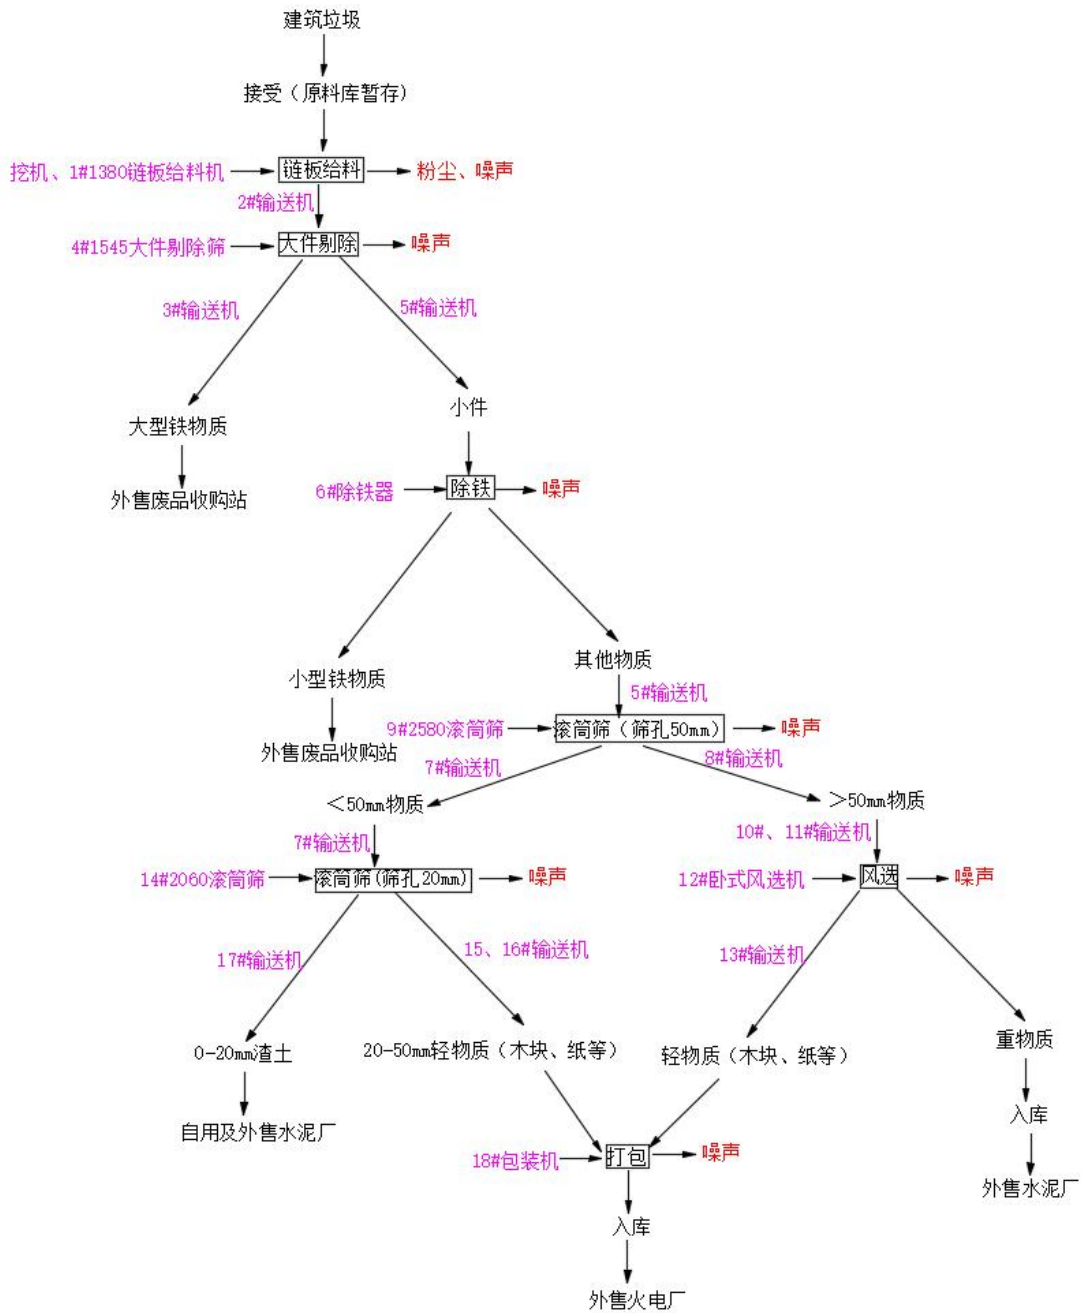 建筑垃圾
接受（原料库暂存)
挖机、1#1380链板给料机
链板给料
粉尘、噪声
2#输送机
4#1545大件剔除筛
大件剔除
噪声
3#输送机
5#输送机
大型铁物质
小件
外售废品收购站
6#除铁器
除铁
噪声
小型铁物质
其他物质
5#输送机
外售废品收购站
9#2580滚筒筛
滚筒筛（筛孔50mm)
噪声
7#输送机
8#输送机
＜50mm物质
＞50mm物质
7#输送机
10#、11#输送机
14#2060滚筒筛
滚筒筛(筛孔20mm)
噪声
12#卧式风选机
风选
噪声
17#输送机
15、16#输送机
13#输送机
0-20mm渣土
20-50mm轻物质（木块、纸等）
轻物质（木块、纸等）
重物质
自用及外售水泥厂
入库
18#包装机
打包
噪声
外售水泥厂
入库
外售火电厂